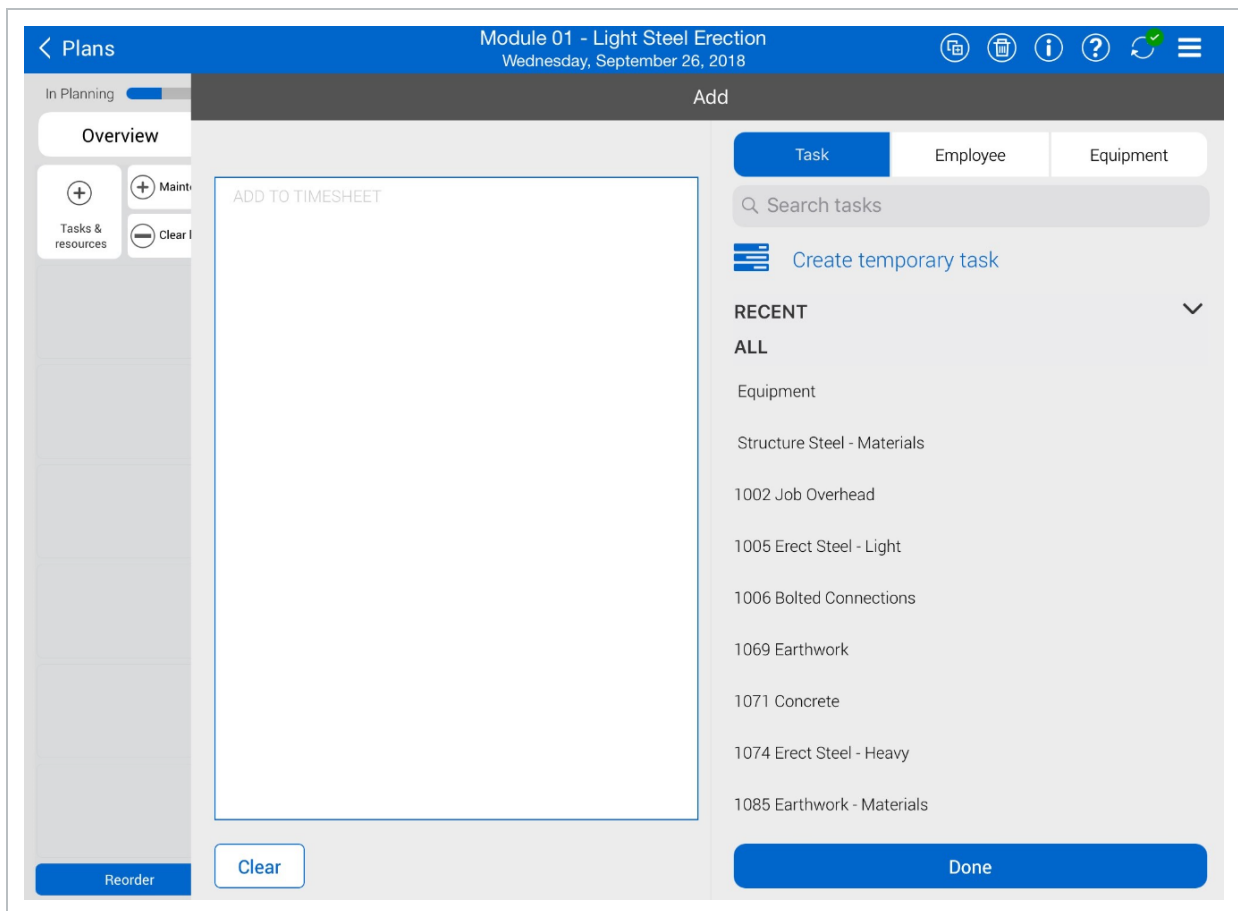 Plans
Module 01 - Light Steel Erection
Wednesday, September 26, 2018
In Planning
Add
Overview
Tasks &
resources
Clear
Task
Employee
Equipment
ADD TO TIMESHEET
Search tasks
Create temporary task
RECENT
ALL
Equipment
Structure Steel - Materials
1002 Job Overhead
1005 Erect Steel - Light
1006 Bolted Connections
1069 Earthwork
1071 Concrete
1074 Erect Steel - Heavy
1085 Earthwork - Materials
Reorder
Clear
Done